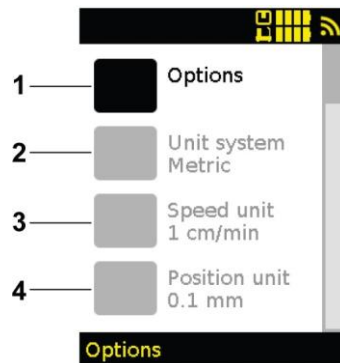 1
Options
2
Unit system
Metric
3
Speed unit
1 cm/min
4
Position unit
0.1 mm
Options